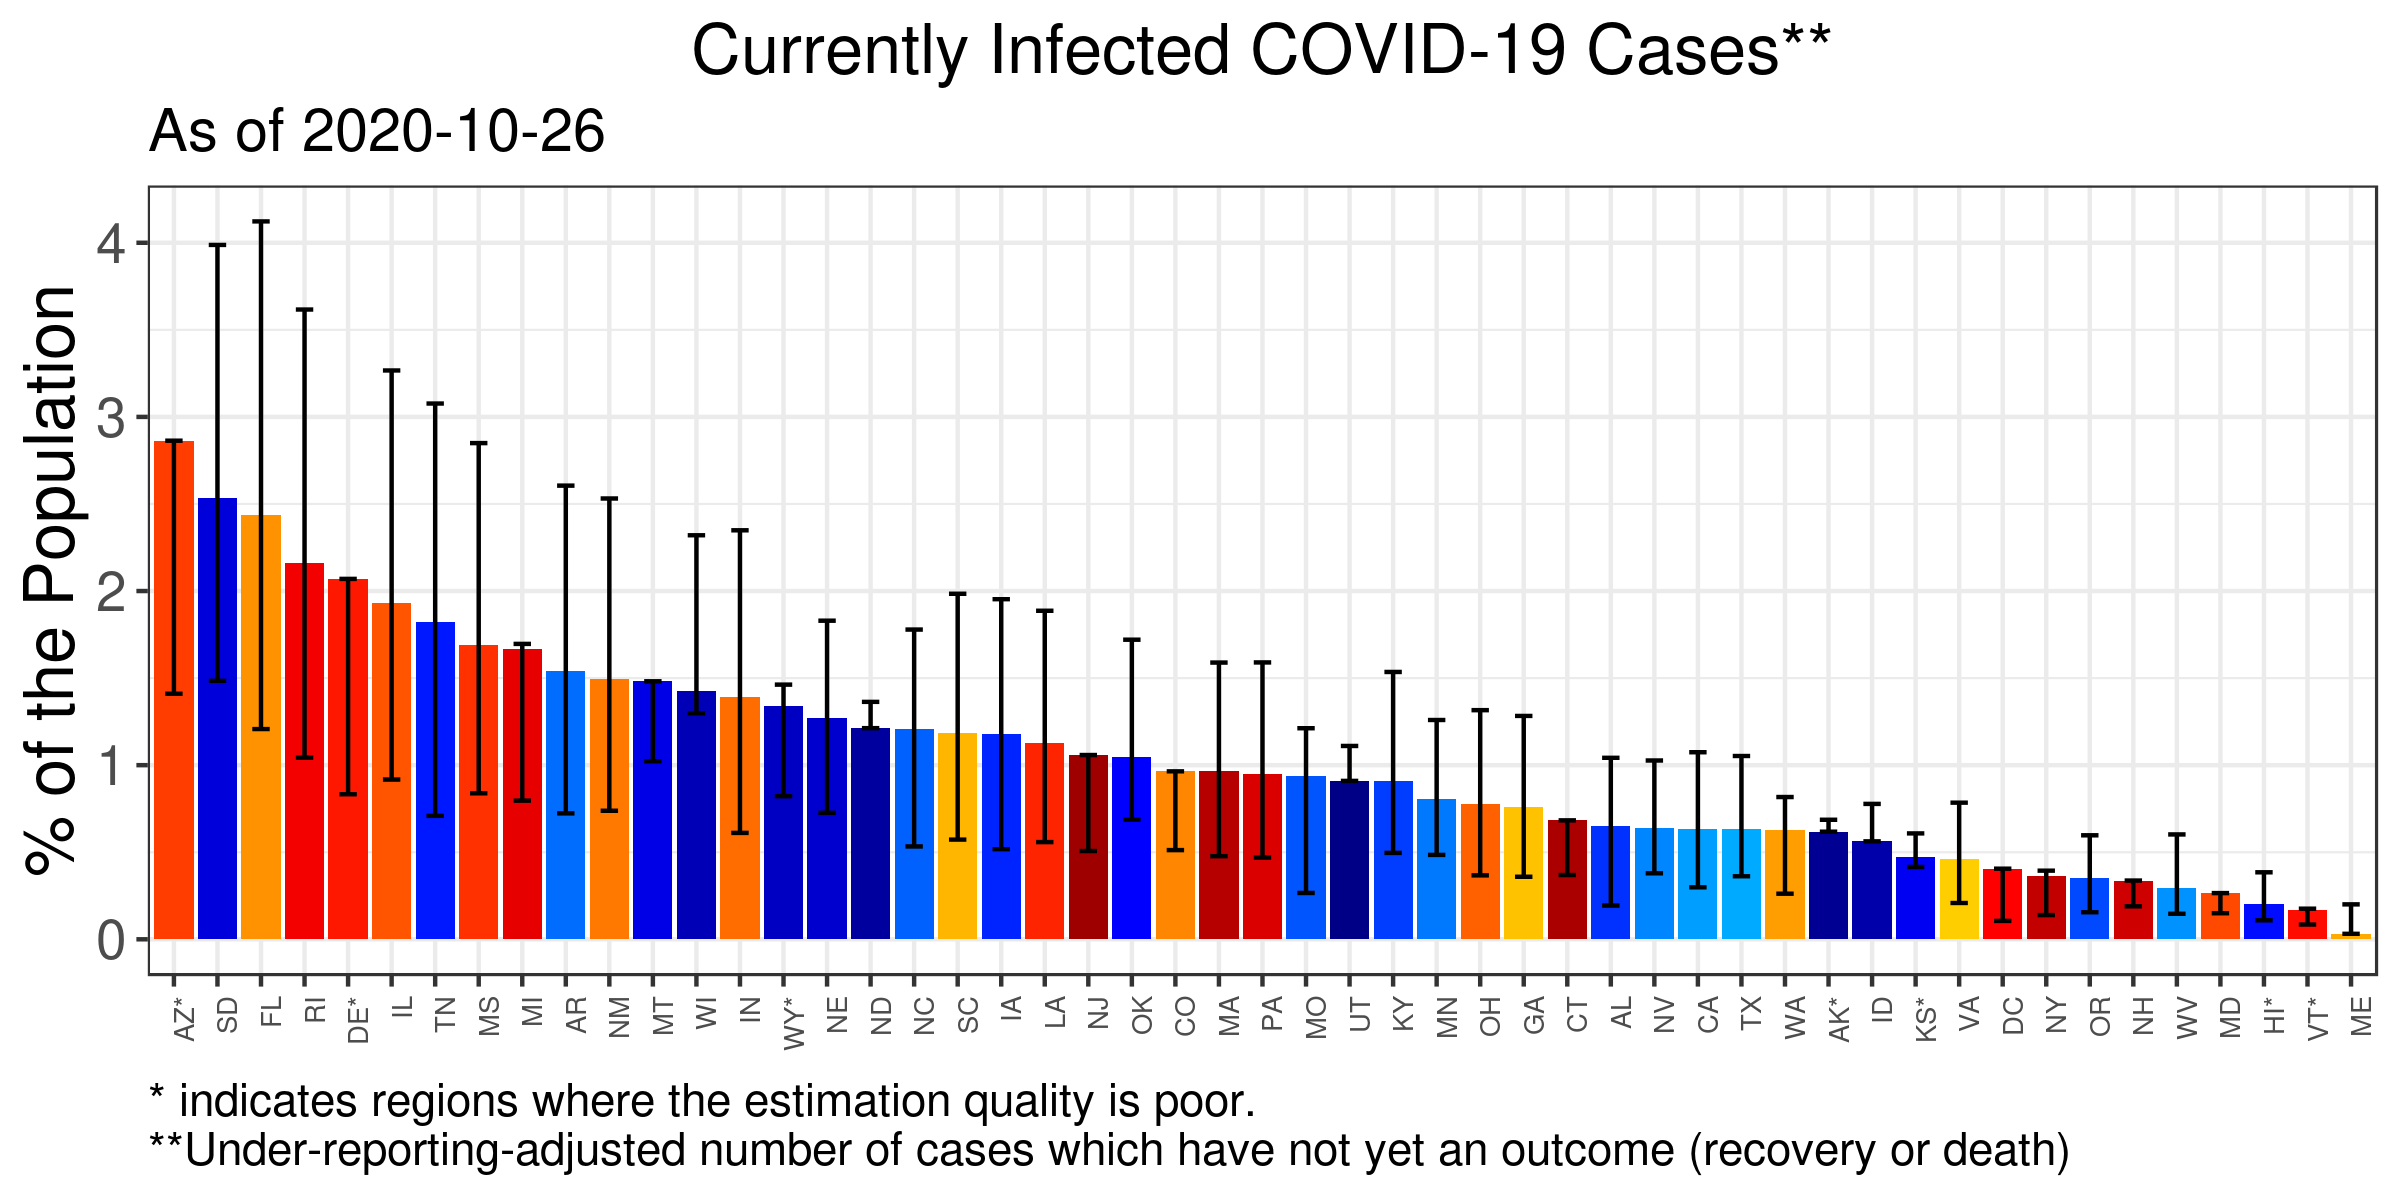 Currently Infected COVID-19 Cases**
As of 2020-10-26
% of the Population
4
3
2
1
0
AZ* SD FL RI DE* IL TN MS MI AR NM MT WI IN WY* NE ND NC SC IA LA NJ OK CO MA PA MO UT KY MN OH GA CT AL NV CA TX WA AK* ID KS* VA DC NY OR NH WV MD HI* VT* ME
* indicates regions where the estimation quality is poor.
**Under-reporting-adjusted number of cases which have not yet an outcome (recovery or death)